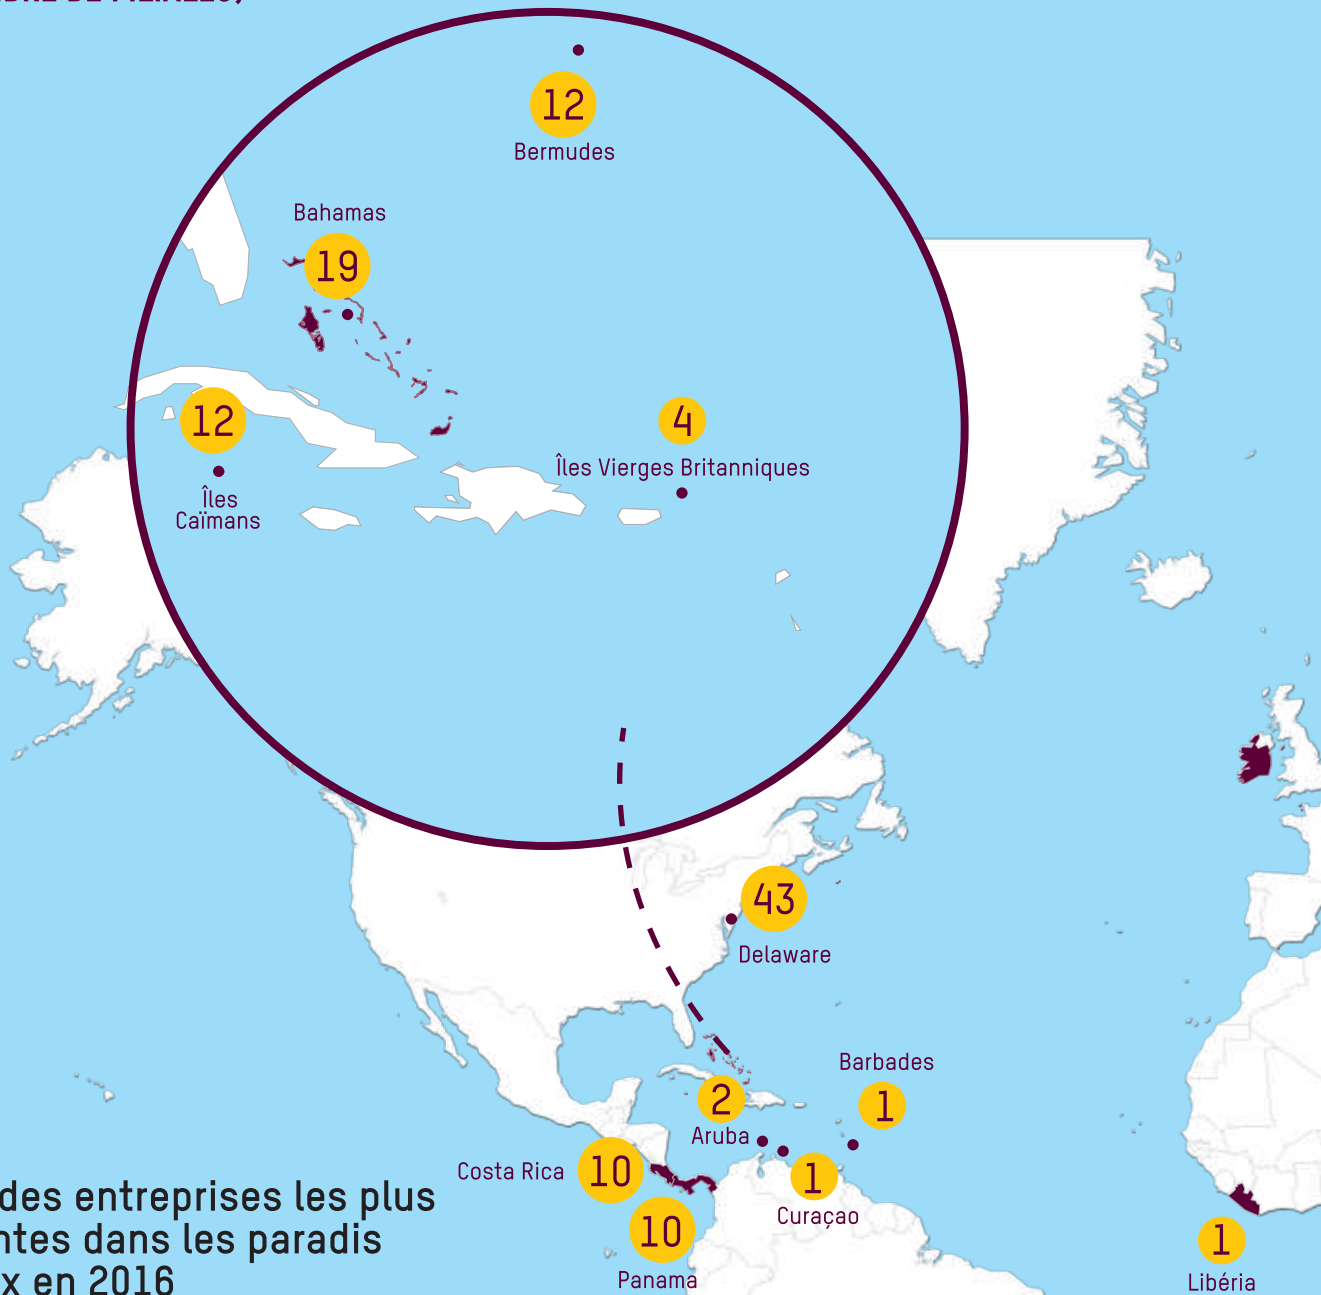 12
Bermudes
Bahamas
19
12
Îles
Caïmans
4
Îles Vierges Britanniques
43
Delaware
Barbades
1
2
Aruba
Costa Rica
10
1
Curaçao
10
Panama
1
Libéria
des entreprises les plus
dans les paradis
en 2016